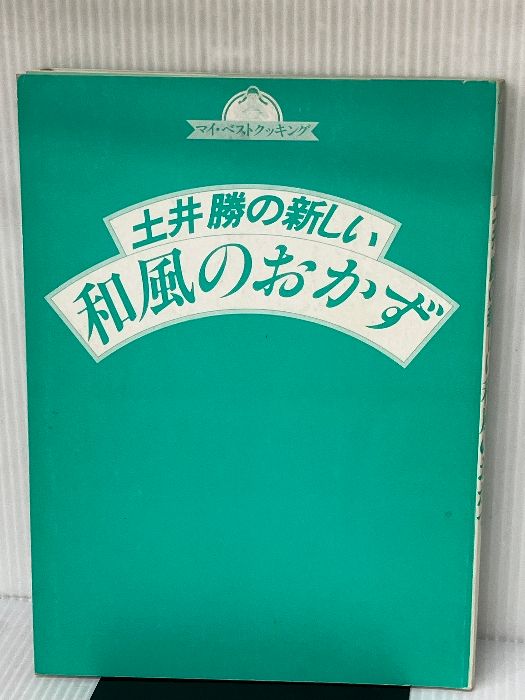 マイ・ベストクッキング
土井勝の新しい
和風のおかず